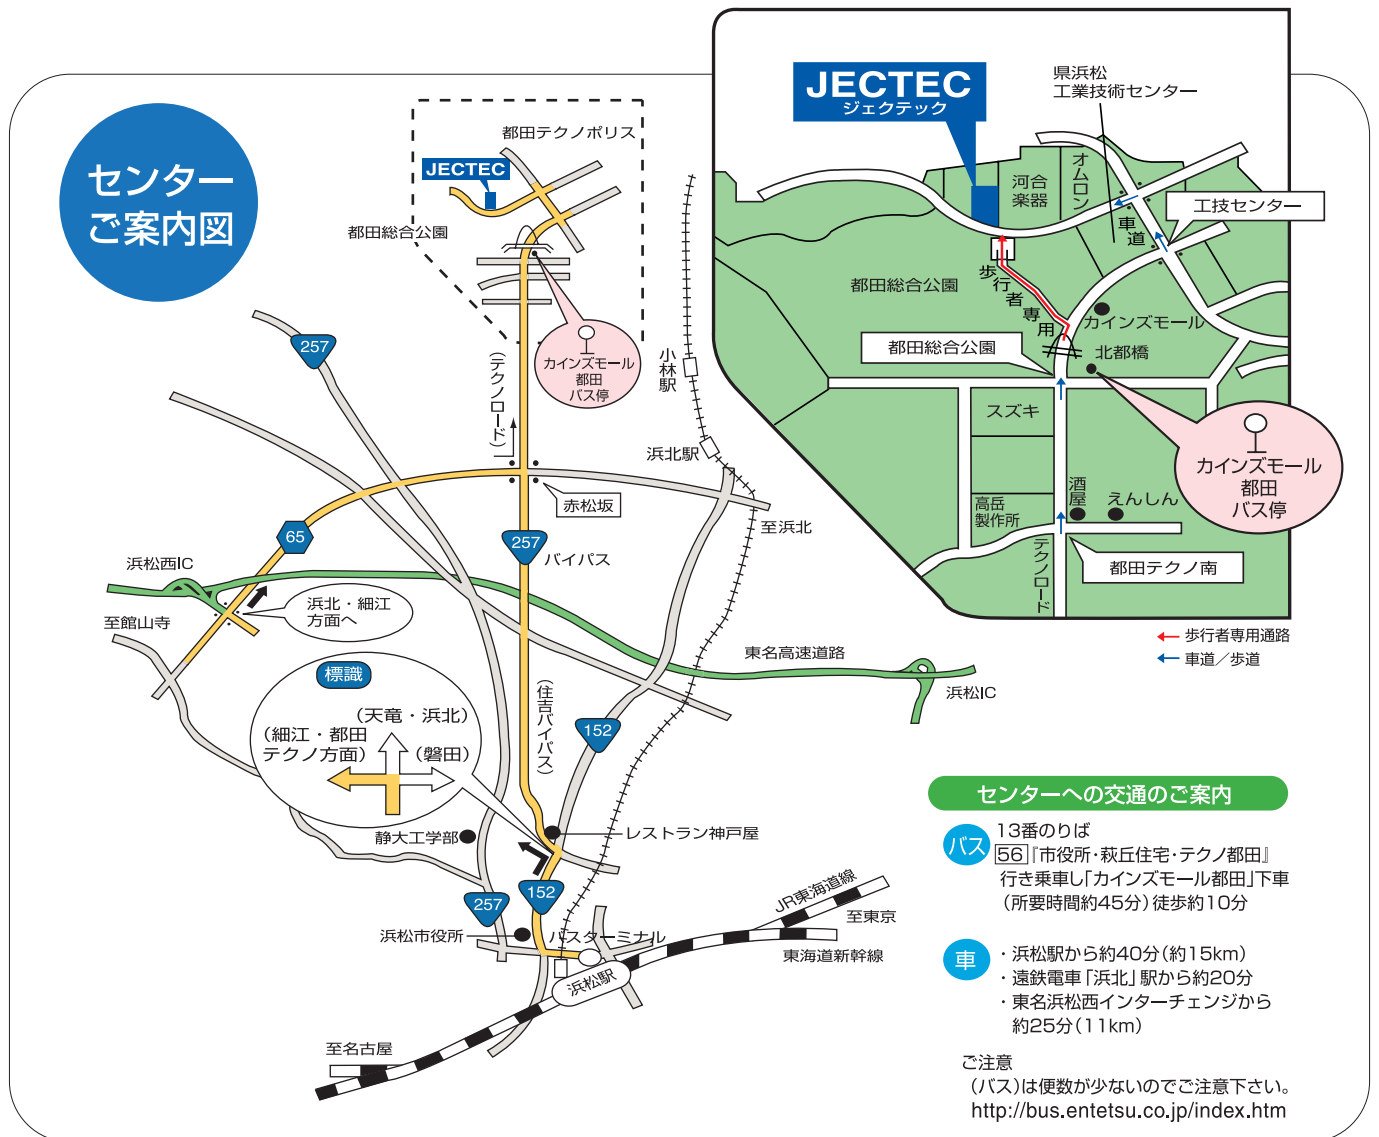 センター
ご案内図
都田テクノポリス
JECTEC
都田総合公園
257
カインズモール
都田
バス停
(テクノロード)
小林駅
浜北駅
赤松坂
至浜北
65
257
バイパス
浜松西IC
浜北・細江
方面へ
至館山寺
標識
(天竜・浜北)
(細江・都田
テクノ方面)
(磐田)
(住吉バイパス)
152
東名高速道路
浜松IC
静大工学部
レストラン神戸屋
257
152
浜松市役所
バスターミナル
浜松駅
JR東海道線
至東京
東海道新幹線
至名古屋
JECTEC
ジェクテック
県浜松
工業技術センター
河合
楽器
オムロン
車道
工技センター
歩行者専用
都田総合公園
カインズモール
都田総合公園
北都橋
スズキ
カインズモール
都田
バス停
高岳
製作所
酒屋
えんしん
テクノロード
都田テクノ南
歩行者専用通路
車道／歩道
センターへの交通のご案内
バス
13番のりば
56『市役所・萩丘住宅・テクノ都田』
行き乗車し「カインズモール都田」下車
(所要時間約45分)徒歩約10分
車
・浜松駅から約40分(約15km)
・遠鉄電車「浜北」駅から約20分
・東名浜松西インターチェンジから
約25分(11km)
ご注意
(バス)は便数が少ないのでご注意下さい。
http://bus.entetsu.co.jp/index.htm